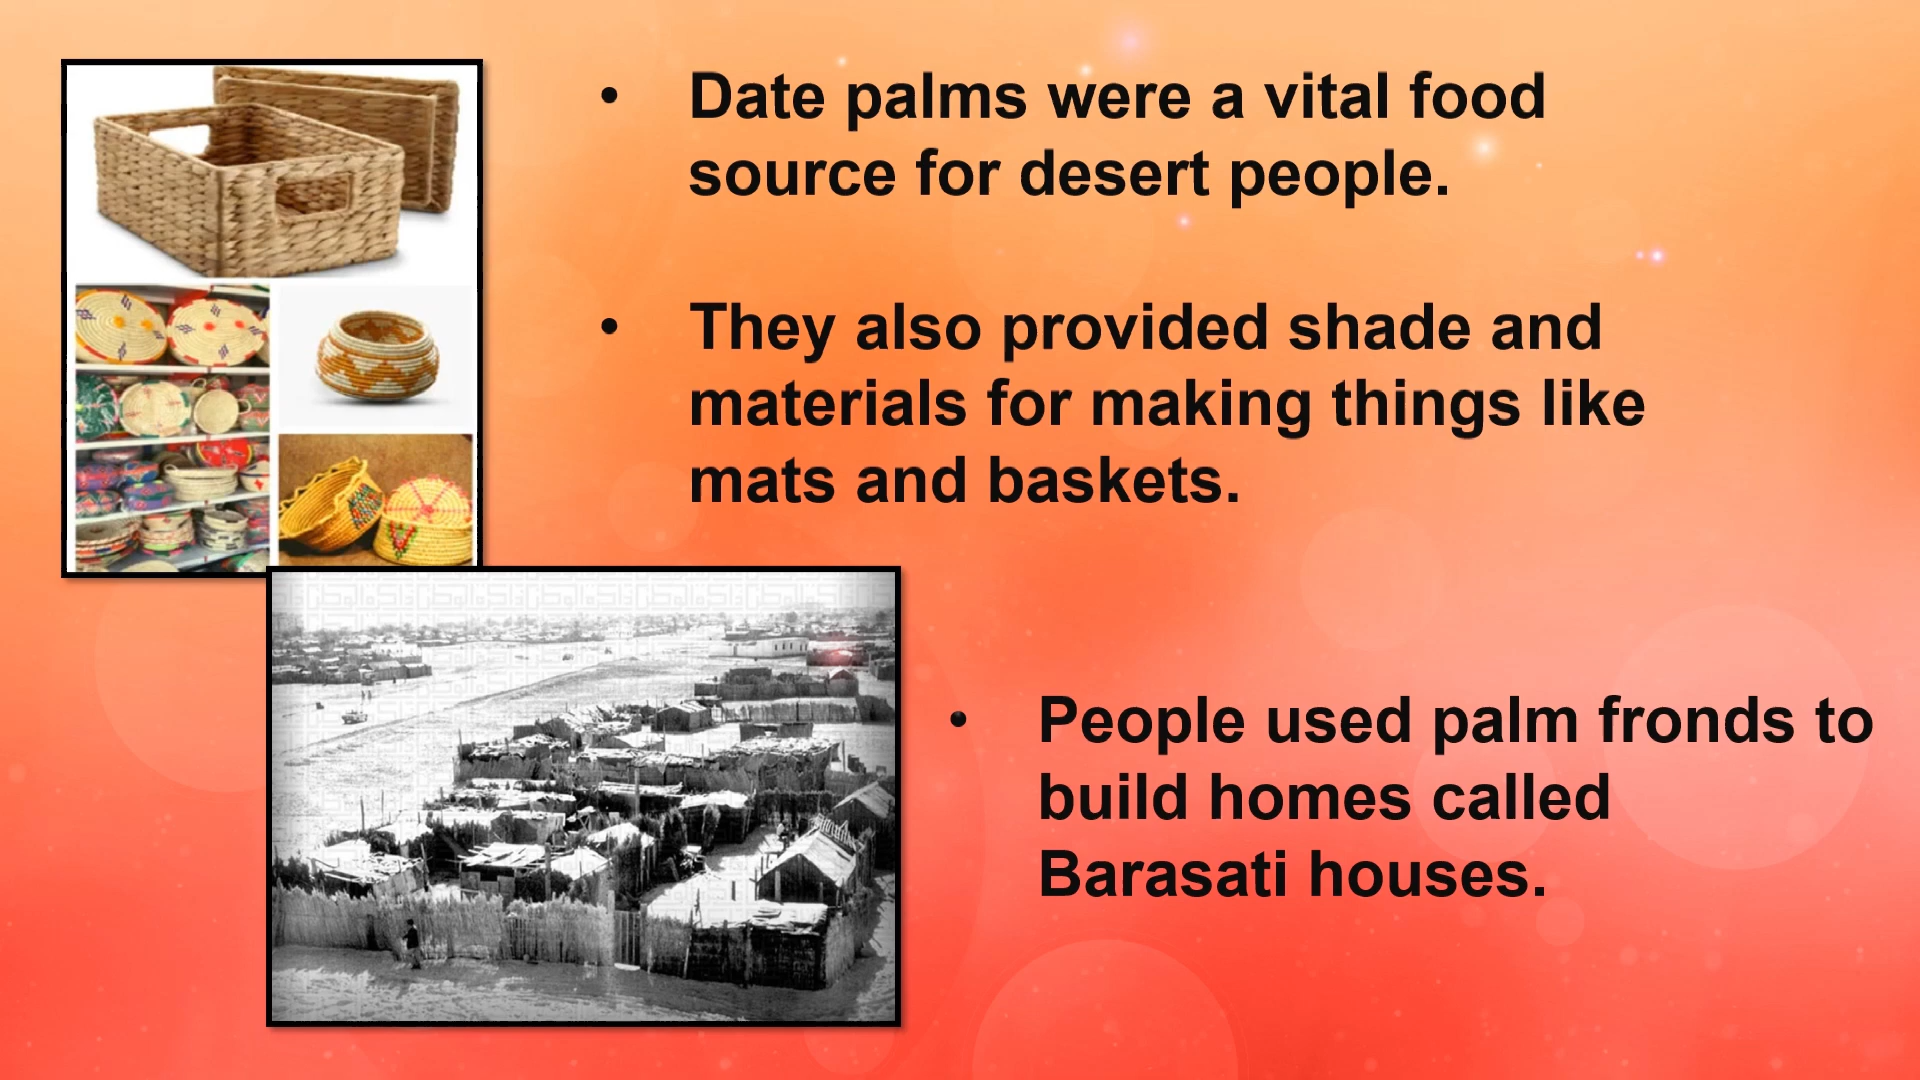 • Date palms were a vital food
source for desert people.
• They also provided shade and
materials for making things like
mats and baskets.
• People used palm fronds to
build homes called
Barasati houses.